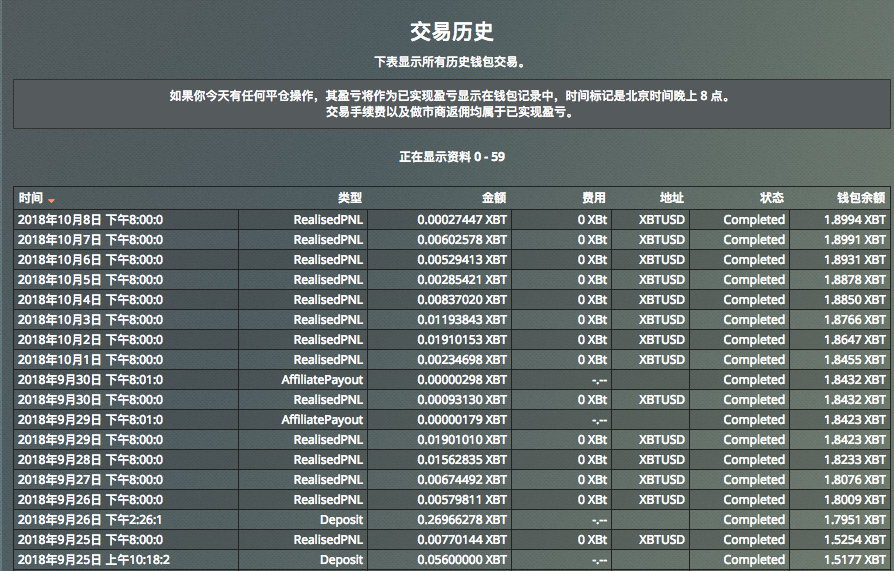 交易历史
下表显示所有历史钱包交易。
如果你今天有任何平仓操作，其盈亏将作为已实现盈亏显示在钱包记录中，时间标记是北京时间晚上 8 点。
交易手续费以及做市商返佣均属于已实现盈亏。
正在显示资料 0 - 59
时间 类型 金额 费用 地址 状态 钱包余额
2018年10月8日 下午8:00:0 RealisedPNL 0.00027447 XBT 0 XBt XBTUSD Completed 1.8994 XBT
2018年10月7日 下午8:00:0 RealisedPNL 0.00602578 XBT 0 XBt XBTUSD Completed 1.8991 XBT
2018年10月6日 下午8:00:0 RealisedPNL 0.00529413 XBT 0 XBt XBTUSD Completed 1.8931 XBT
2018年10月5日 下午8:00:0 RealisedPNL 0.00285421 XBT 0 XBt XBTUSD Completed 1.8878 XBT
2018年10月4日 下午8:00:0 RealisedPNL 0.00837020 XBT 0 XBt XBTUSD Completed 1.8850 XBT
2018年10月3日 下午8:00:0 RealisedPNL 0.01193843 XBT 0 XBt XBTUSD Completed 1.8766 XBT
2018年10月2日 下午8:00:0 RealisedPNL 0.01910153 XBT 0 XBt XBTUSD Completed 1.8647 XBT
2018年10月1日 下午8:00:0 RealisedPNL 0.00234698 XBT 0 XBt XBTUSD Completed 1.8455 XBT
2018年9月30日 下午8:01:0 AffiliatePayout 0.00000298 XBT -.-- Completed 1.8432 XBT
2018年9月30日 下午8:00:0 RealisedPNL 0.00093130 XBT 0 XBt XBTUSD Completed 1.8432 XBT
2018年9月29日 下午8:01:0 AffiliatePayout 0.00000179 XBT -.-- Completed 1.8423 XBT
2018年9月29日 下午8:00:0 RealisedPNL 0.01901010 XBT 0 XBt XBTUSD Completed 1.8423 XBT
2018年9月28日 下午8:00:0 RealisedPNL 0.01562835 XBT 0 XBt XBTUSD Completed 1.8233 XBT
2018年9月27日 下午8:00:0 RealisedPNL 0.00674492 XBT 0 XBt XBTUSD Completed 1.8076 XBT
2018年9月26日 下午8:00:0 RealisedPNL 0.00579811 XBT 0 XBt XBTUSD Completed 1.8009 XBT
2018年9月26日 下午2:26:1 Deposit 0.26966278 XBT -.-- Completed 1.7951 XBT
2018年9月25日 下午8:00:0 RealisedPNL 0.00770144 XBT 0 XBt XBTUSD Completed 1.5254 XBT
2018年9月25日 上午10:18:2 Deposit 0.05600000 XBT -.-- Completed 1.5177 XBT